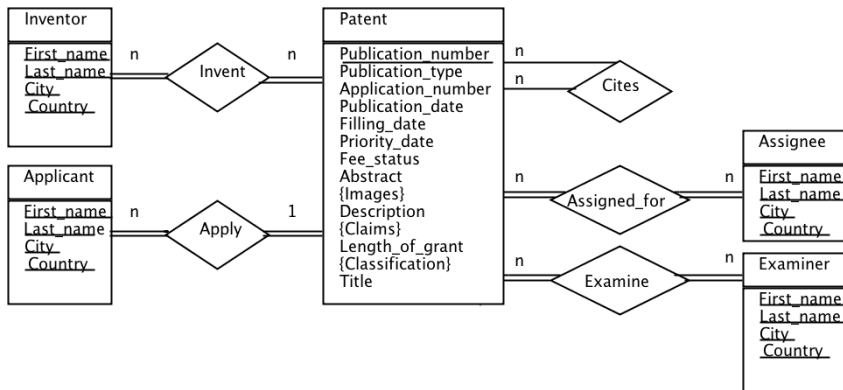 Inventor
First_name
Last_name
City
Country
n
Invent
n
Patent
Publication_number
Publication_type
Application_number
Publication_date
Filling_date
Priority_date
Fee_status
Abstract
{Images}
Description
{Claims}
Length_of_grant
{Classification}
Title
n
n
Cites
Applicant
First_name
Last_name
City
Country
n
Apply
1
n
Assigned_for
n
Assignee
First_name
Last_name
City
Country
n
Examine
n
Examiner
First_name
Last_name
City
Country